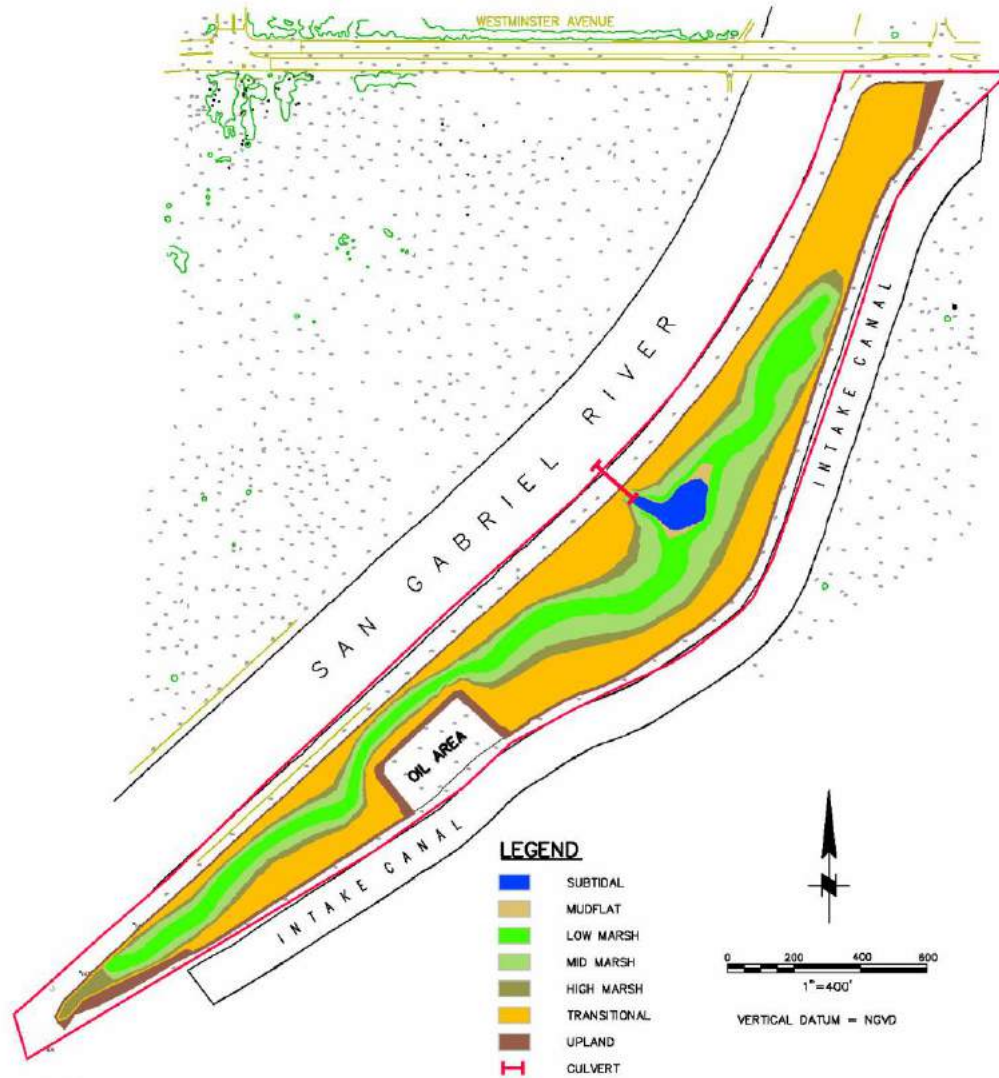 WESTMINSTER AVENUE
SAN GABRIEL RIVER
INTAKE CANAL
OIL AREA
INTAKE CANAL
LEGEND
SUBTIDAL
MUDFLAT
LOW MARSH
MID MARSH
HIGH MARSH
TRANSITIONAL
UPLAND
CULVERT
0 200 400 600
1"=400'
VERTICAL DATUM = NGVD